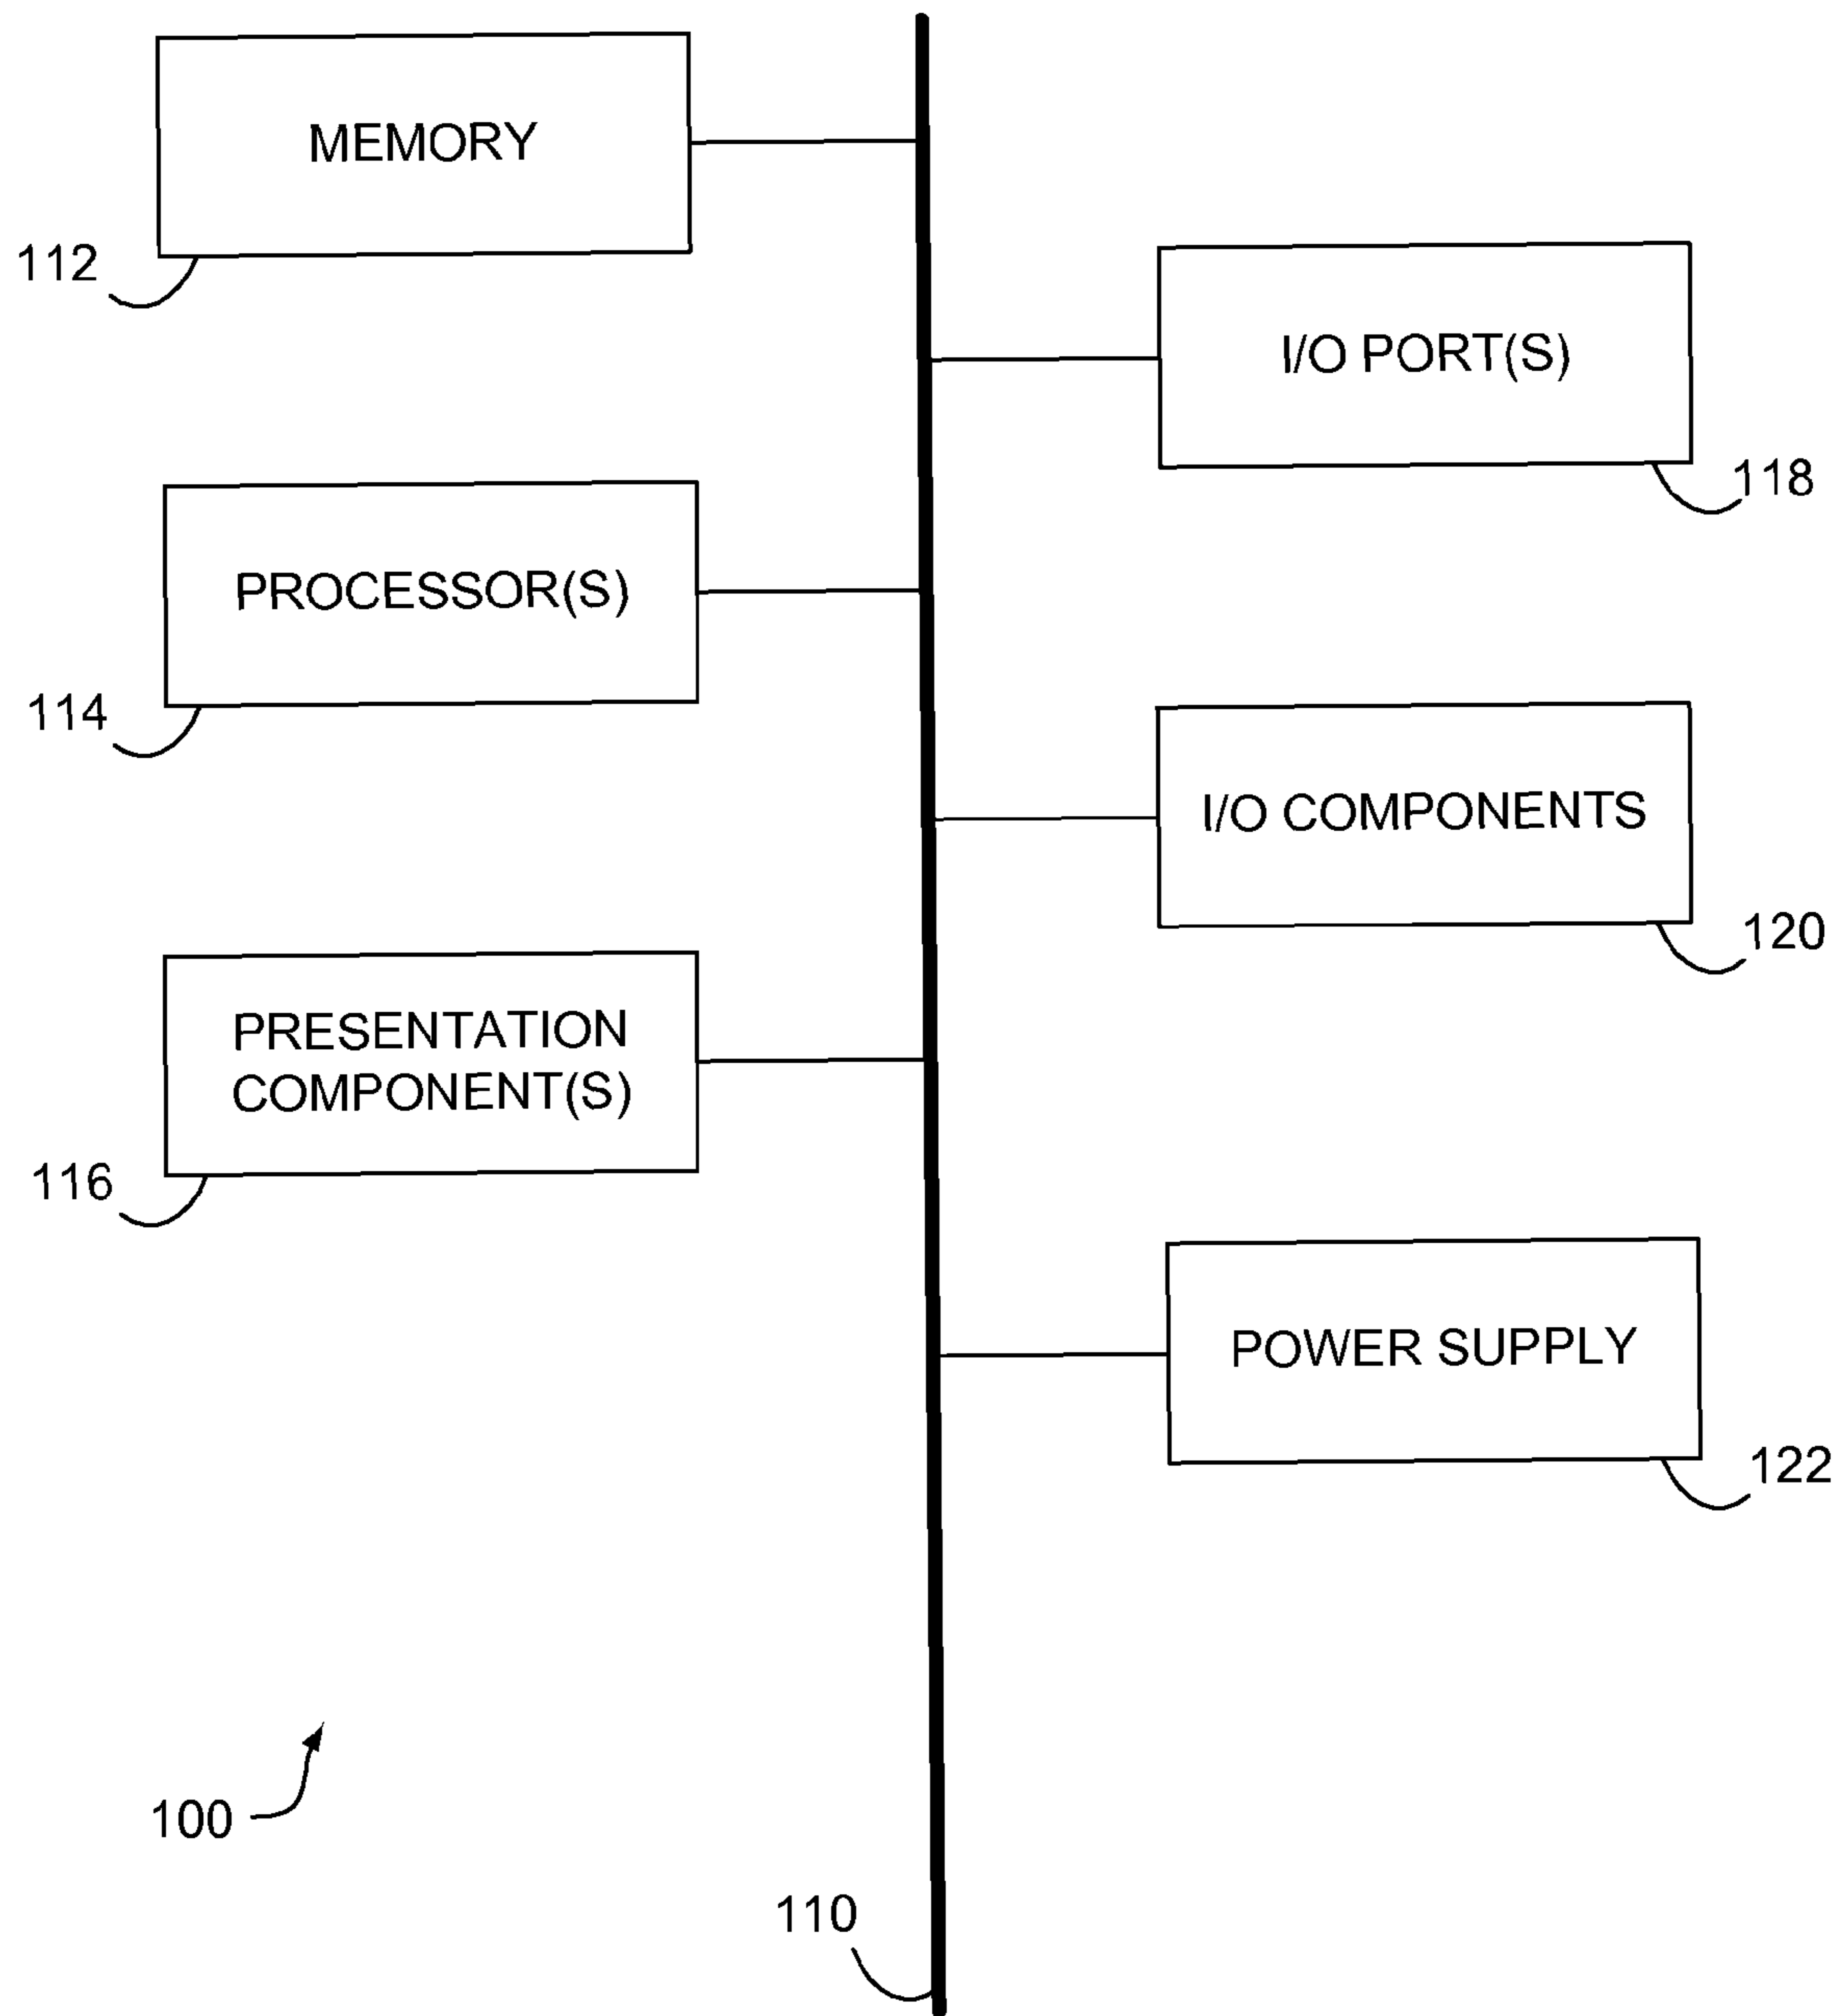 MEMORY
112
I/O PORT(S)
118
PROCESSOR(S)
114
I/O COMPONENTS
120
PRESENTATION
COMPONENT(S)
116
POWER SUPPLY
122
100
110